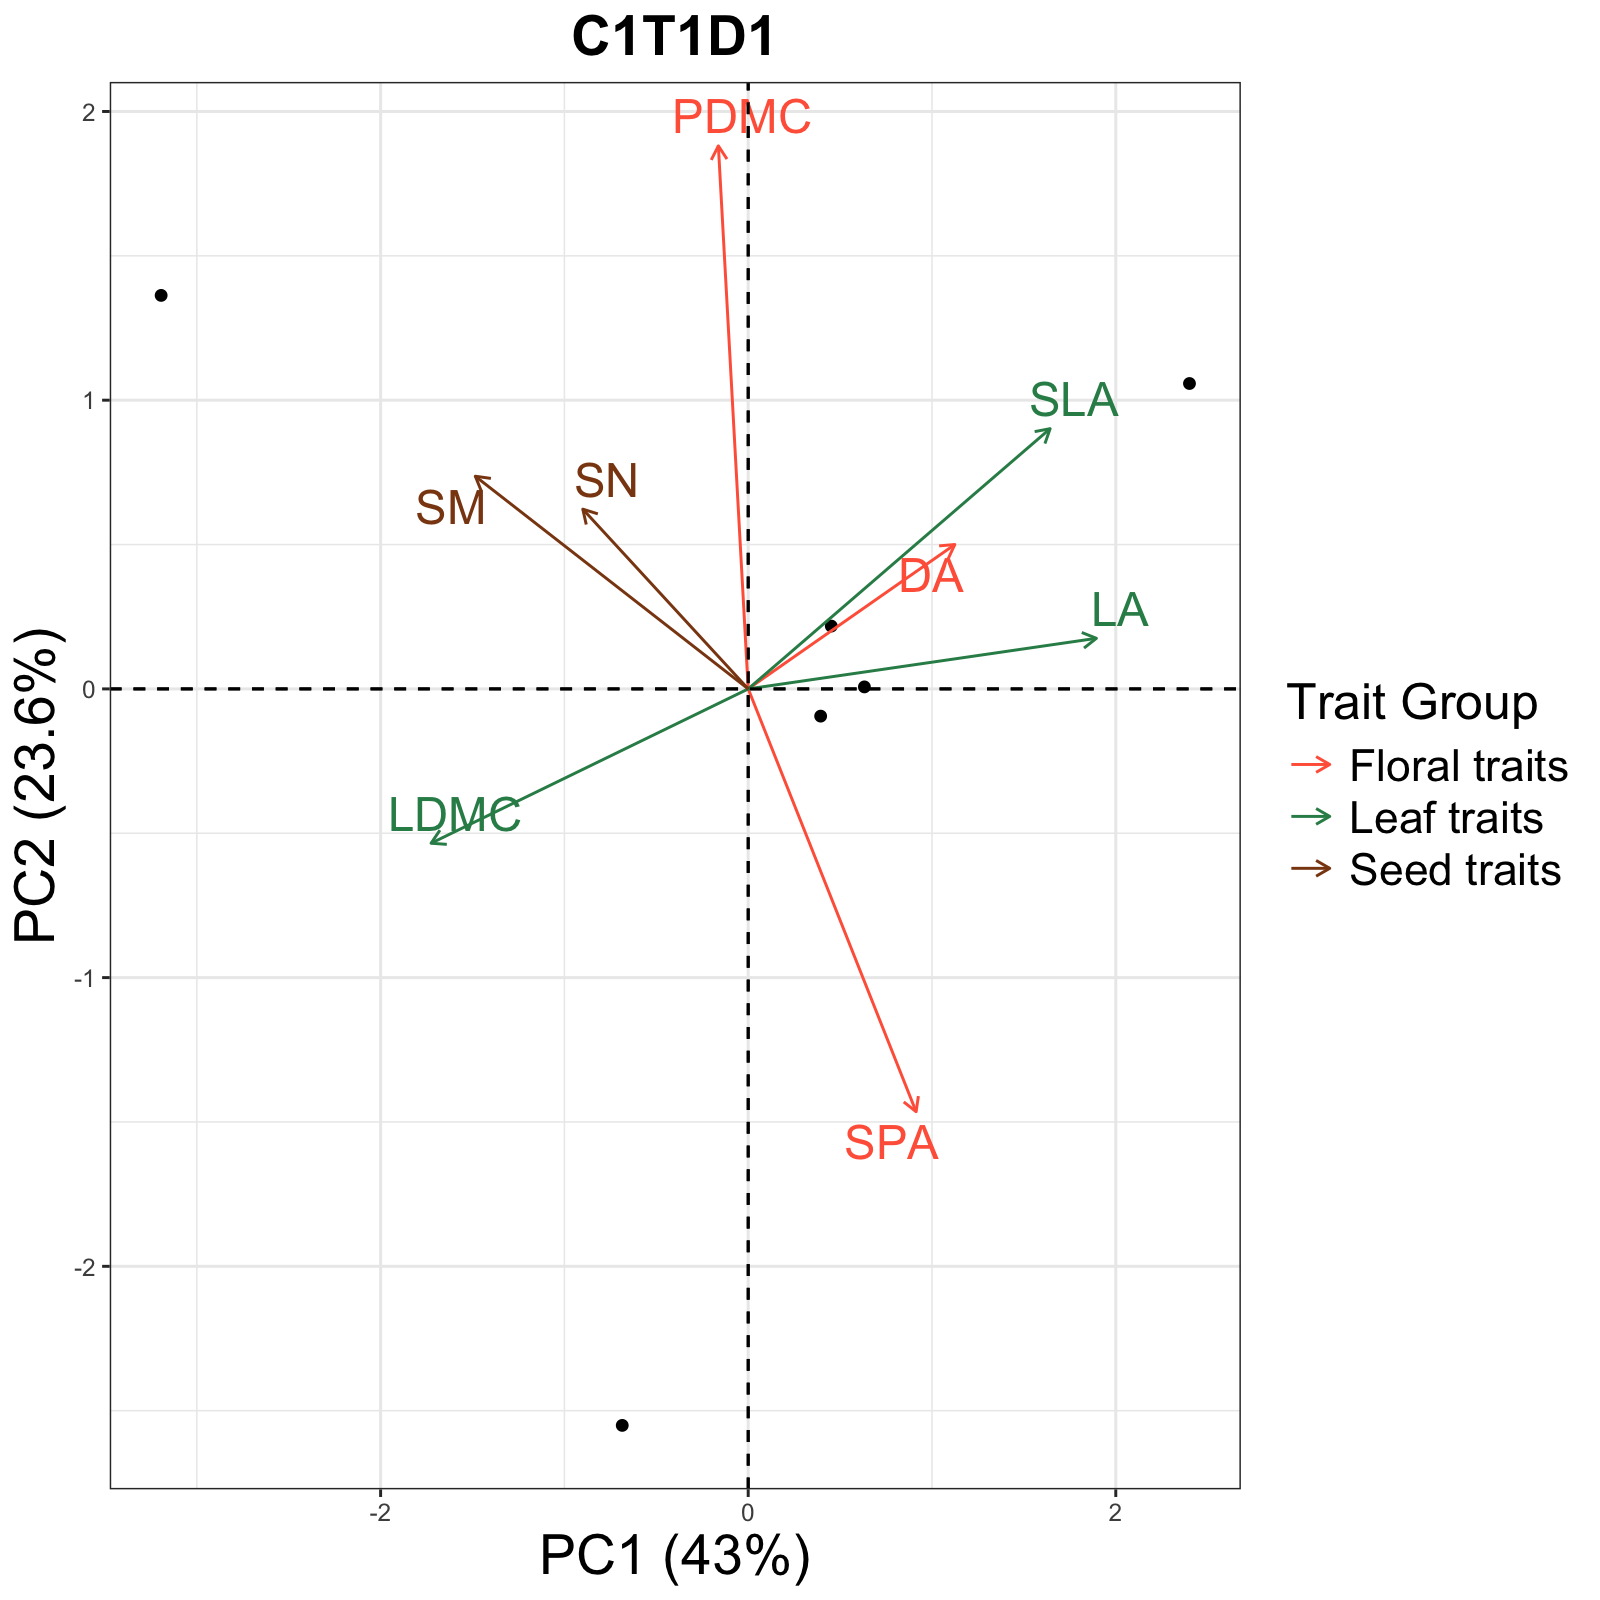 C1T1D1
PDMC
SLA
SN
SM
DA
LA
LDMC
SPA
2
1
0
-1
-2
-2
0
2
PC2 (23.6%)
PC1 (43%)
Trait Group
Floral traits
Leaf traits
Seed traits